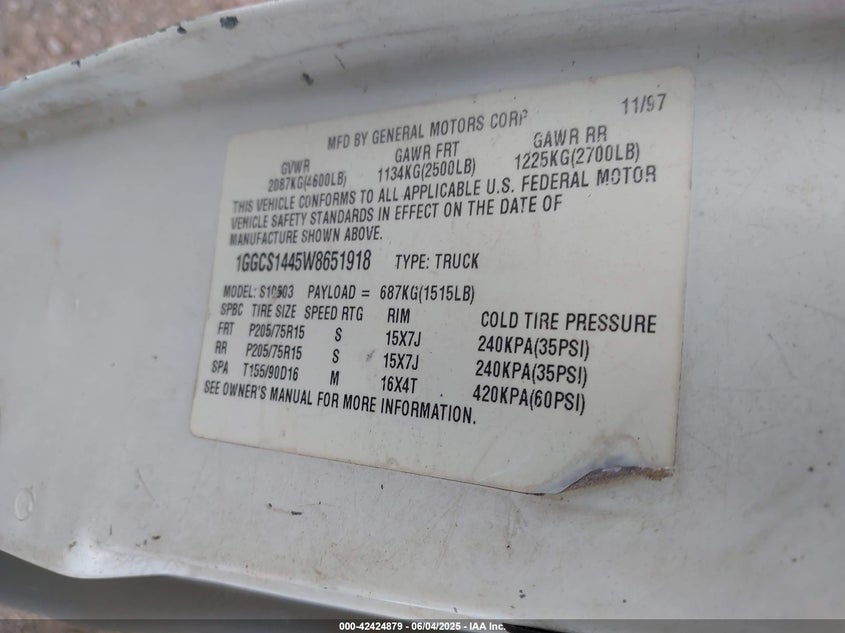 11/97
MFD BY GENERAL MOTORS CORP
GVWR GAWR FRT GAWR RR
2087KG(4600LB) 1134KG(2500LB) 1225KG(2700LB)
THIS VEHICLE CONFORMS TO ALL APPLICABLE U.S. FEDERAL MOTOR
VEHICLE SAFETY STANDARDS IN EFFECT ON THE DATE OF
MANUFACTURE SHOWN ABOVE.
1GGCS1445W8651918 TYPE: TRUCK
MODEL: S10603 PAYLOAD = 687KG(1515LB)
SPBC TIRE SIZE SPEED RTG RIM COLD TIRE PRESSURE
FRT P205/75R15 S 15X7J 240KPA(35PSI)
RR P205/75R15 S 15X7J 240KPA(35PSI)
SPA T155/90D16 M 16X4T 420KPA(60PSI)
SEE OWNER'S MANUAL FOR MORE INFORMATION.
000-42424879 | 06/04/2025 - IAA Inc.